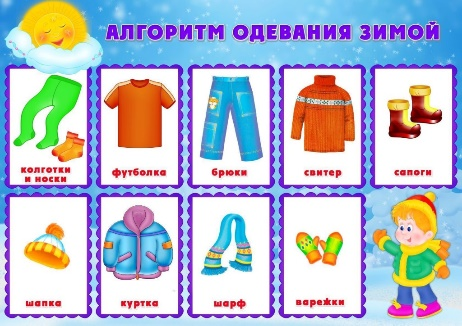 АЛГОРИТМ ОДЕВАНИЯ ЗИМОЙ
колготки
и носки
футболка
брюки
свитер
сапоги
шапка
куртка
шарф
варежки